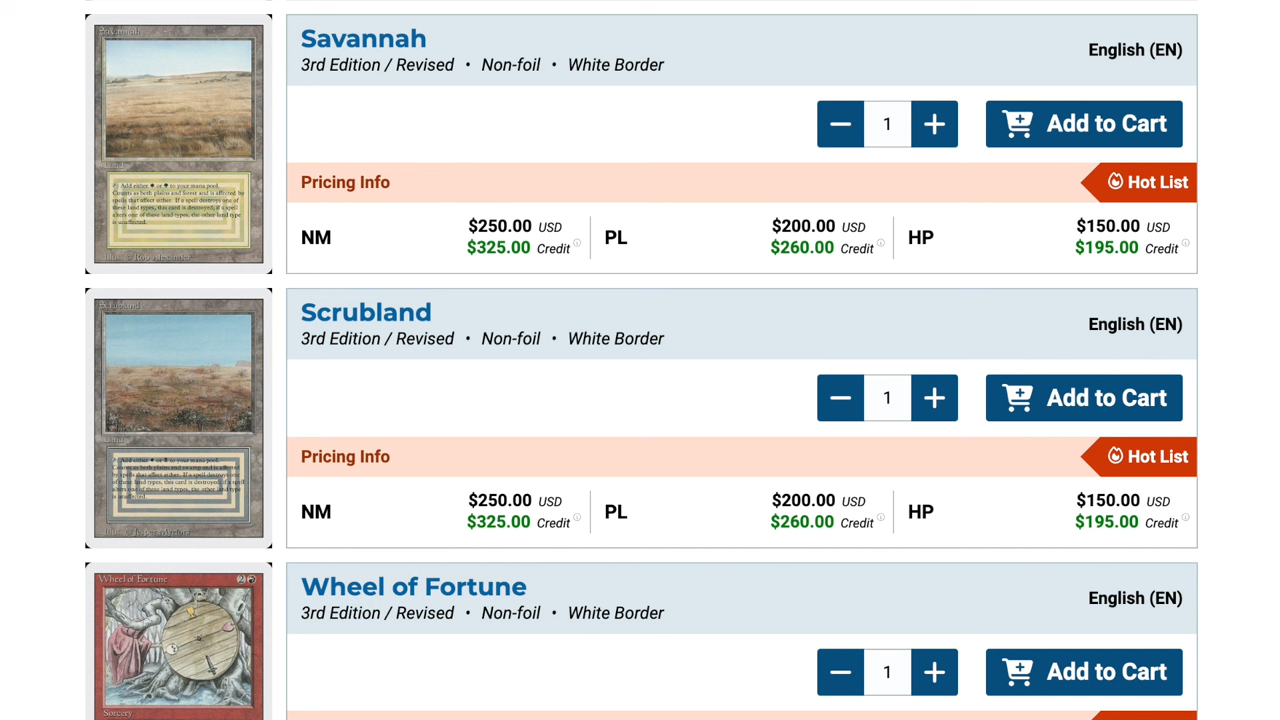 Savannah
3rd Edition / Revised • Non-foil • White Border
English (EN)
1
Add to Cart
Pricing Info
Hot List
NM
$250.00 USD
$325.00 Credit
PL
$200.00 USD
$260.00 Credit
HP
$150.00 USD
$195.00 Credit
Scrubland
Scrubland
3rd Edition / Revised • Non-foil • White Border
English (EN)
1
Add to Cart
Pricing Info
Hot List
NM
$250.00 USD
$325.00 Credit
PL
$200.00 USD
$260.00 Credit
HP
$150.00 USD
$195.00 Credit
Wheel of Fortune
2
Sorcery
Wheel of Fortune
3rd Edition / Revised • Non-foil • White Border
English (EN)
1
Add to Cart